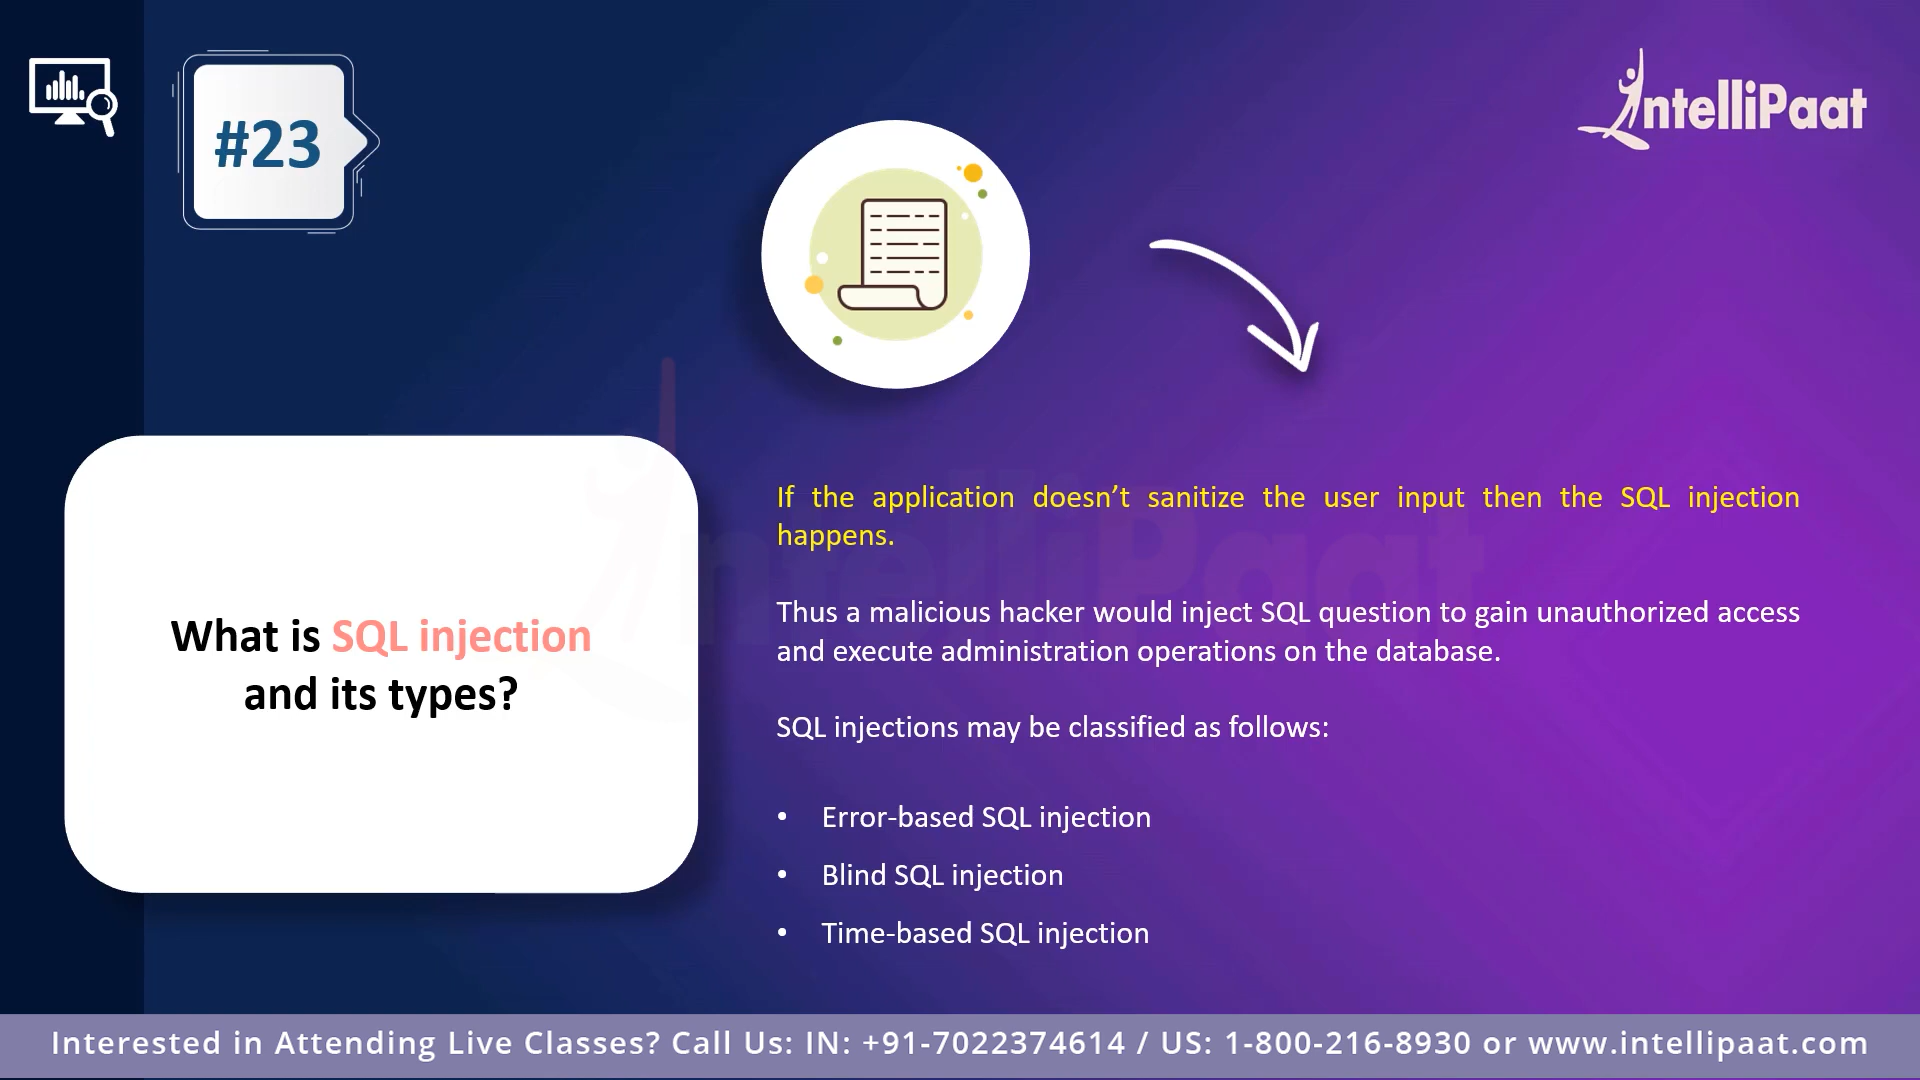 #23
IntelliPaat
What is SQL injection
and its types?
If the application doesn’t sanitize the user input then the SQL injection
happens.
Thus a malicious hacker would inject SQL question to gain unauthorized access
and execute administration operations on the database.
SQL injections may be classified as follows:
• Error-based SQL injection
• Blind SQL injection
• Time-based SQL injection
IntelliPaat
Interested in Attending Live Classes? Call Us: IN: +91-7022374614 / US: 1-800-216-8930 or www.intellipaat.com